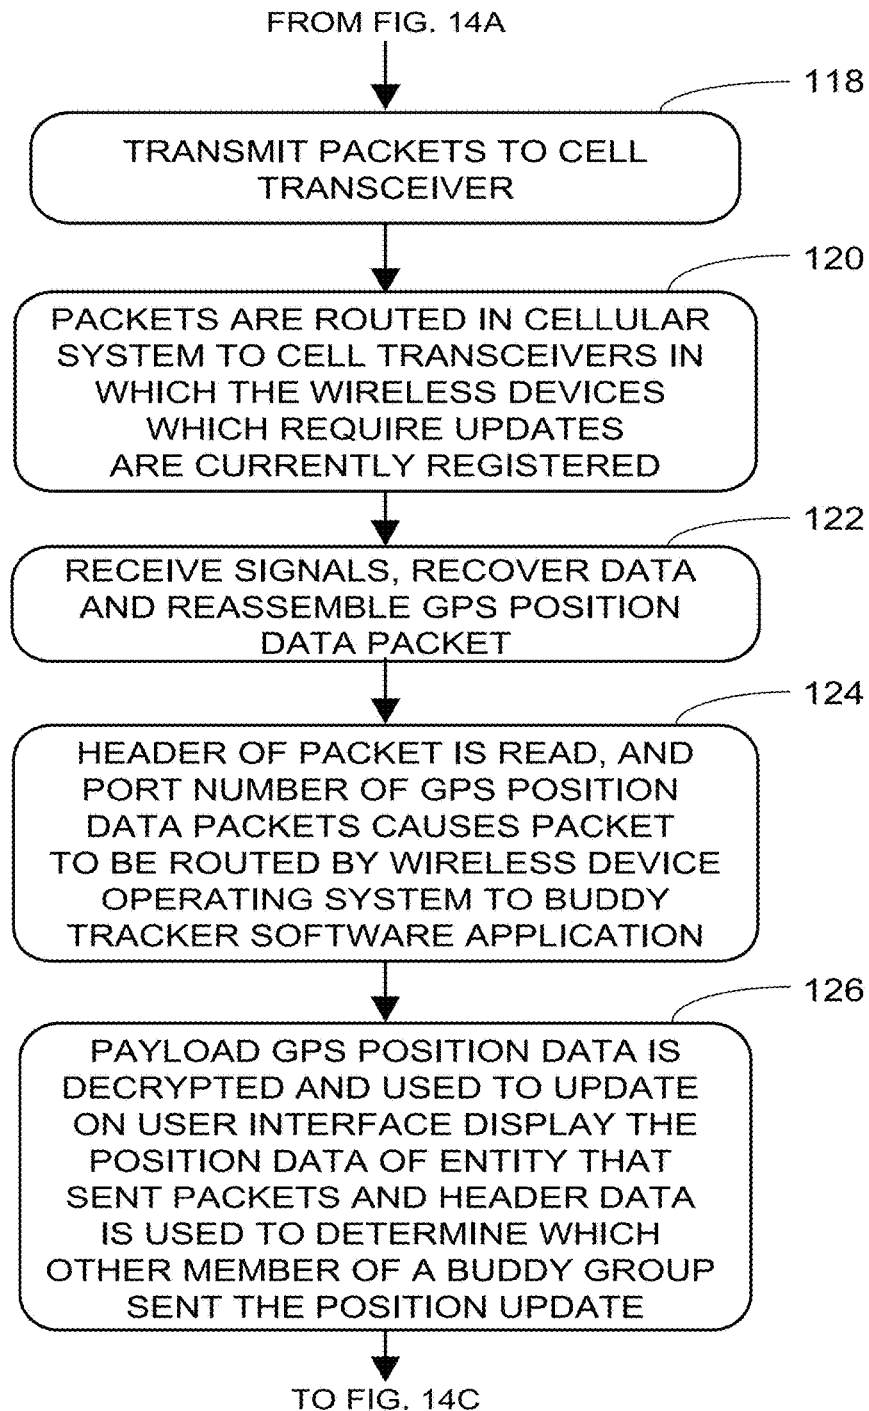 FROM FIG. 14A
118
TRANSMIT PACKETS TO CELL
TRANSCEIVER
120
PACKETS ARE ROUTED IN CELLULAR
SYSTEM TO CELL TRANSCEIVERS IN
WHICH THE WIRELESS DEVICES
WHICH REQUIRE UPDATES
ARE CURRENTLY REGISTERED
122
RECEIVE SIGNALS, RECOVER DATA
AND REASSEMBLE GPS POSITION
DATA PACKET
124
HEADER OF PACKET IS READ, AND
PORT NUMBER OF GPS POSITION
DATA PACKETS CAUSES PACKET
TO BE ROUTED BY WIRELESS DEVICE
OPERATING SYSTEM TO BUDDY
TRACKER SOFTWARE APPLICATION
126
PAYLOAD GPS POSITION DATA IS
DECRYPTED AND USED TO UPDATE
ON USER INTERFACE DISPLAY THE
POSITION DATA OF ENTITY THAT
SENT PACKETS AND HEADER DATA
IS USED TO DETERMINE WHICH
OTHER MEMBER OF A BUDDY GROUP
SENT THE POSITION UPDATE
TO FIG. 14C